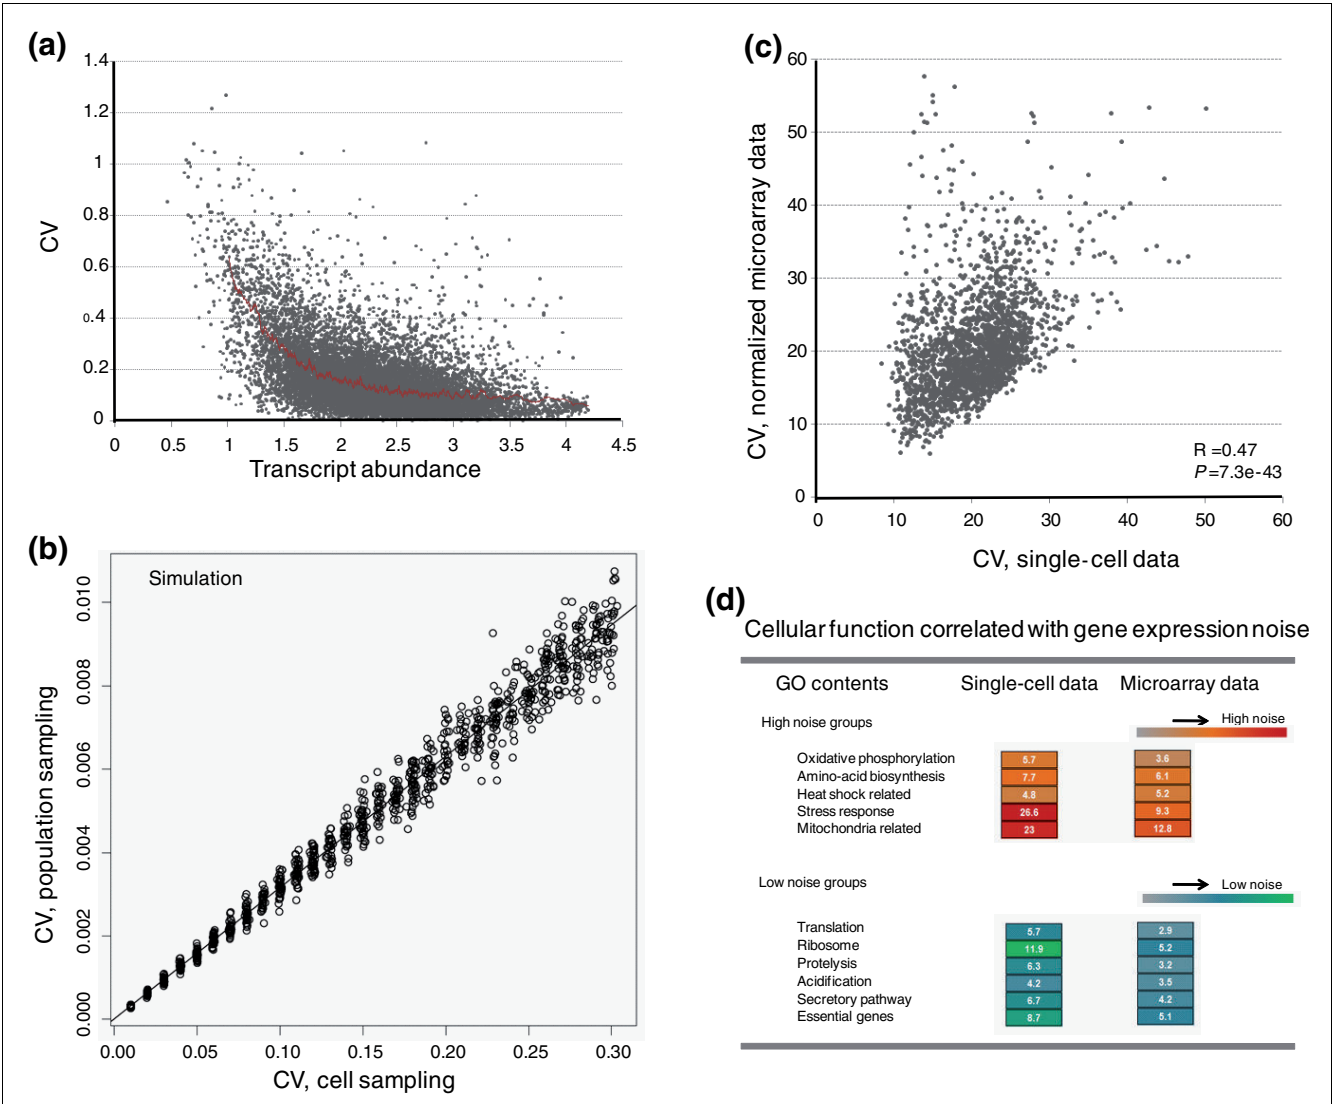 (a)
1.4
1.2
1
0.8
0.6
0.4
0.2
0
CV
0 0.5 1 1.5 2 2.5 3 3.5 4 4.5
Transcript abundance
(b)
Simulation
0.010
0.008
0.006
0.004
0.002
0.000
CV, population sampling
0.00 0.05 0.10 0.15 0.20 0.25 0.30
CV, cell sampling
(c)
60
50
40
30
20
10
0
CV, normalized microarray data
R =0.47
P=7.3e-43
0 10 20 30 40 50 60
CV, single-cell data
(d)
Cellular function correlated with gene expression noise
GO contents Single-cell data Microarray data
High noise groups
High noise
Oxidative phosphorylation 5.7 3.6
Amino-acid biosynthesis 7.7 6.1
Heat shock related 4.8 5.2
Stress response 26.6 9.3
Mitochondria related 23 12.8
Low noise groups
Low noise
Translation 5.7 2.9
Ribosome 11.9 5.2
Protelysis 6.3 3.2
Acidification 4.2 3.5
Secretory pathway 6.7 4.2
Essential genes 8.7 5.1